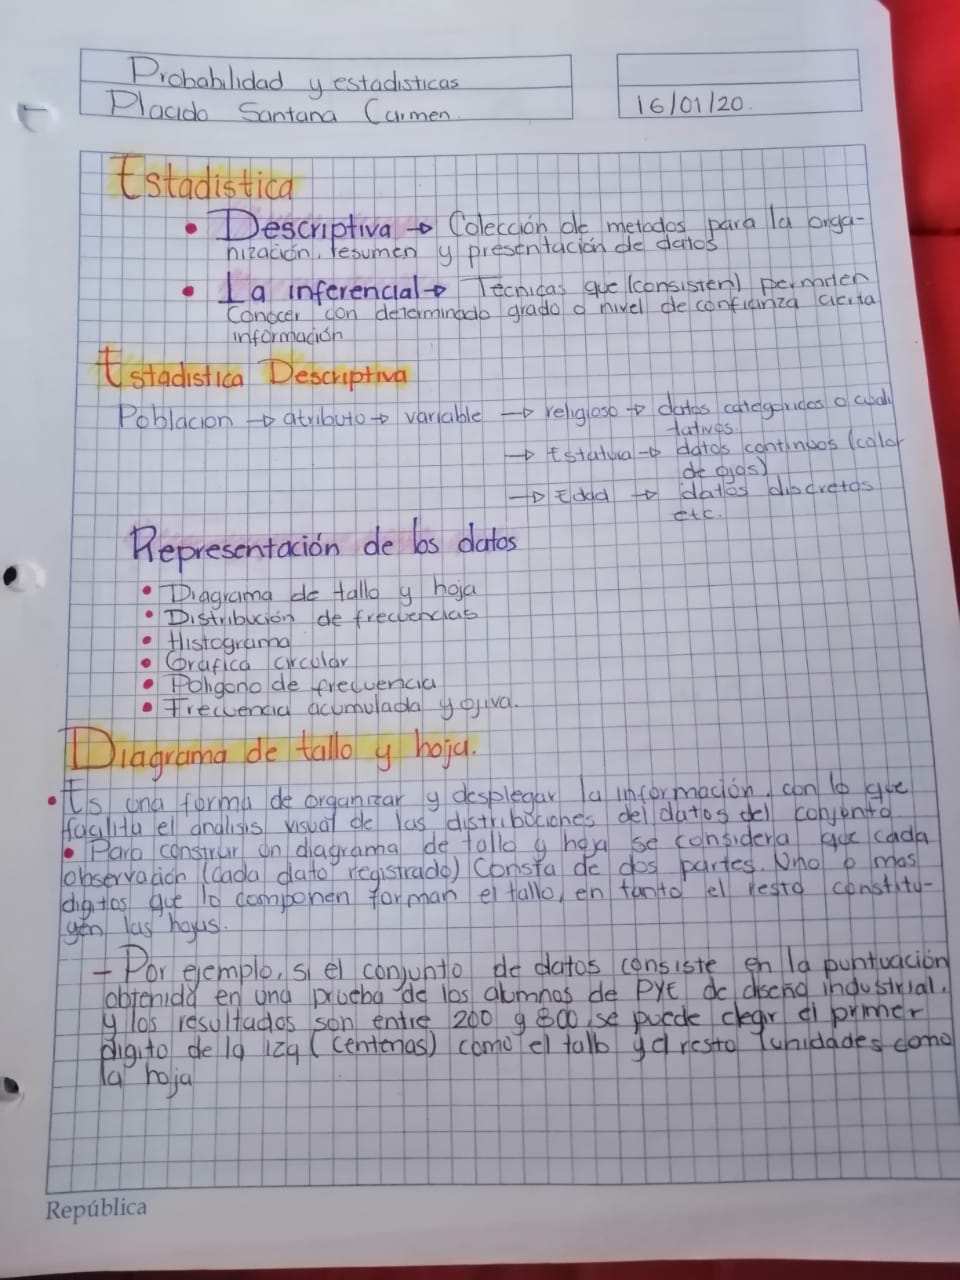 Probabilidad y estadisticas
Placido Santana Carmen.
16/01/20.
Estadistica
• Descriptiva → Colección de metodos para la orga-
nización, resumen y presentación de datos
• La inferencial → Técnicas que (consisten) permiten
Conocer con determinado grado o nivel de confianza cierta
información
Estadistica Descriptiva
Poblacion → atributo → variable → religioso → datos categoricos o cuali
tativos
→ Estatura → datos continuos (color
de ojos)
→ Edad → datos discretos
etc.
Representación de los datos
• Diagrama de tallo y hoja
• Distribución de frecuencias
• Histograma
• Grafica circular
• Poligono de frecuencia
• Frecuencia acumulada y ojiva.
Diagrama de tallo y hoja.
• Es una forma de organizar y desplegar la información, con lo que
facilita el analisis visual de las distribuciones del datos del conjunto
• Para construir un diagrama de tallo y hoja se considera que cada
observación (cada dato registrado) Consta de dos partes. Uno o mas
digitos que lo componen forman el tallo, en tanto el resto constitu-
yen las hojas.
- Por ejemplo, si el conjunto de datos consiste en la puntuación
obtenida en una prueba de los alumnos de PYE de diseño industrial,
y los resultados son entre 200 y 800, se puede elegir el primer
digito de la izq (centenas) como el tallo y el resto (unidades como
la hoja
República